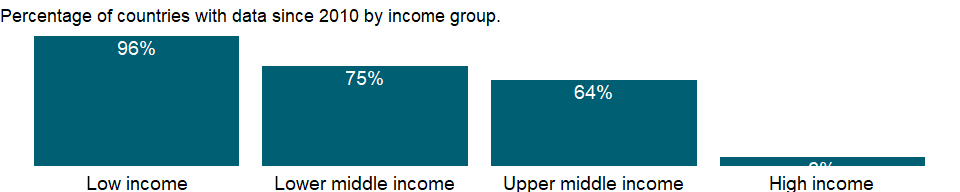 Percentage of countries with data since 2010 by income group.
96%
75%
64%
Low income
Lower middle income
Upper middle income
High income